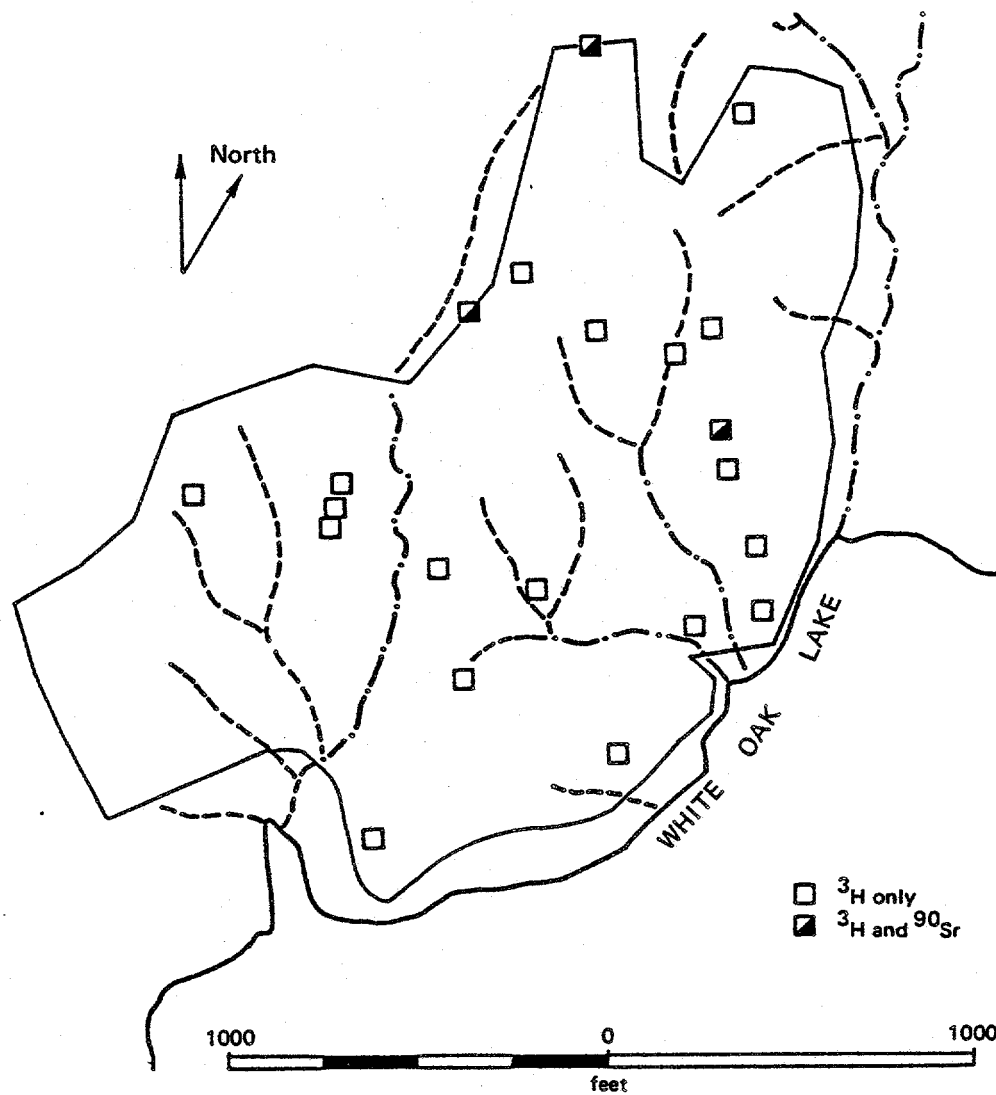 North
WHITE OAK LAKE
³H only
³H and ⁹⁰Sr
1000 0 1000
feet